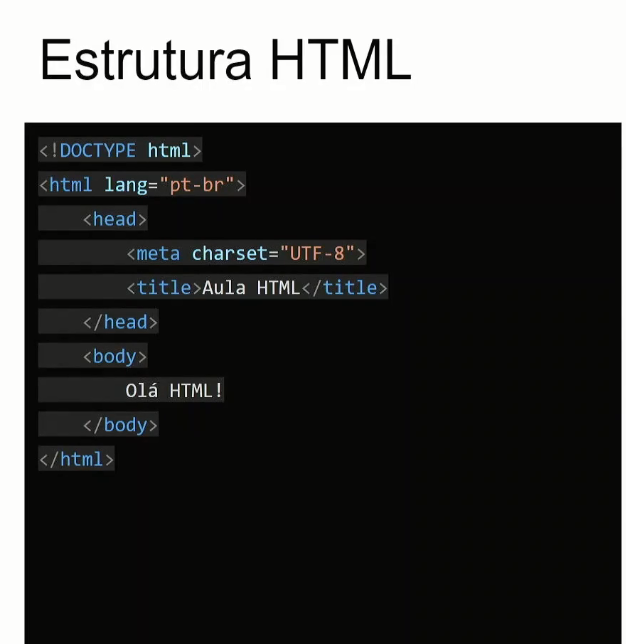 Estrutura HTML
<!DOCTYPE html>
<html lang="pt-br">
<head>
<meta charset="UTF-8">
<title>Aula HTML</title>
</head>
<body>
Olá HTML!
</body>
</html>